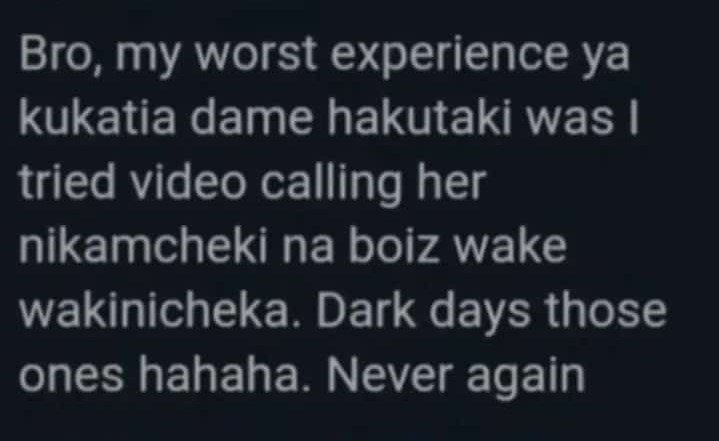 Bro, my worst experience ya
kukatia dame hakutaki was I
tried video calling her
nikamcheki na boiz wake
wakinicheka. Dark days those
ones hahaha. Never again